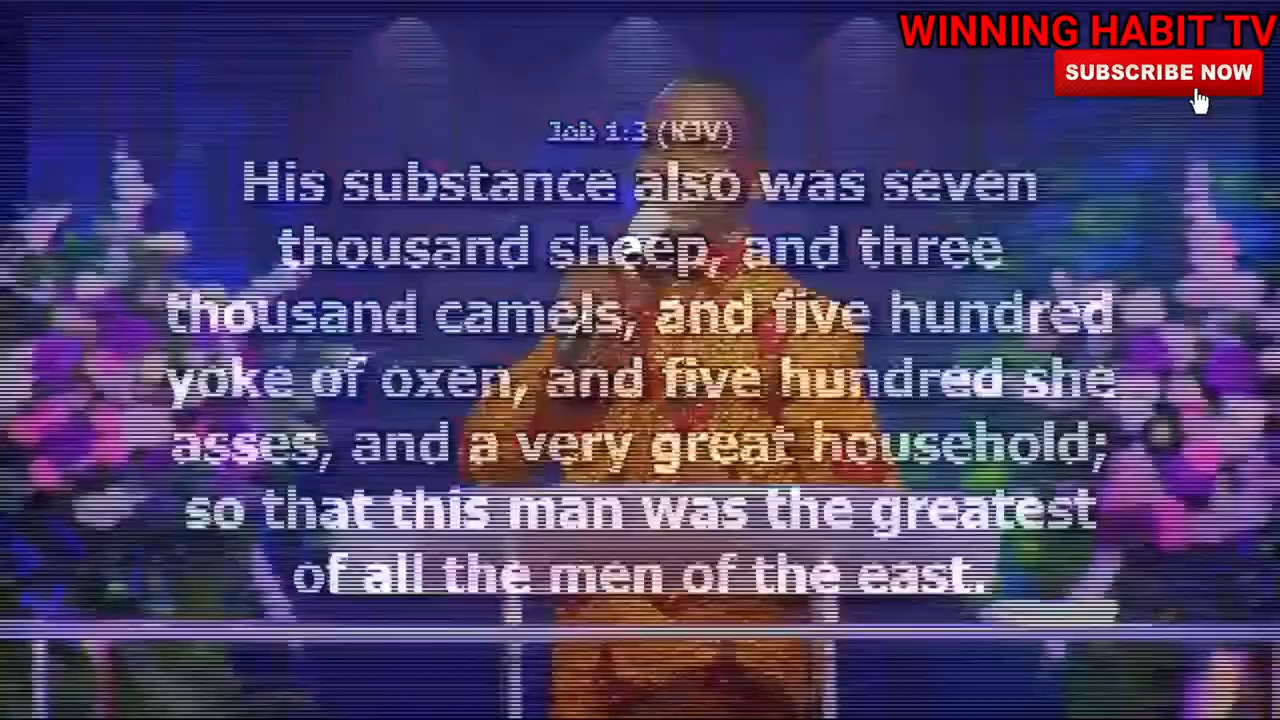 WINNING HABIT TV
SUBSCRIBE NOW
Job 1:3 (KJV)
His substance also was seven
thousand sheep, and three
thousand camels, and five hundred
yoke of oxen, and five hundred she
asses, and a very great household;
so that this man was the greatest
of all the men of the east.